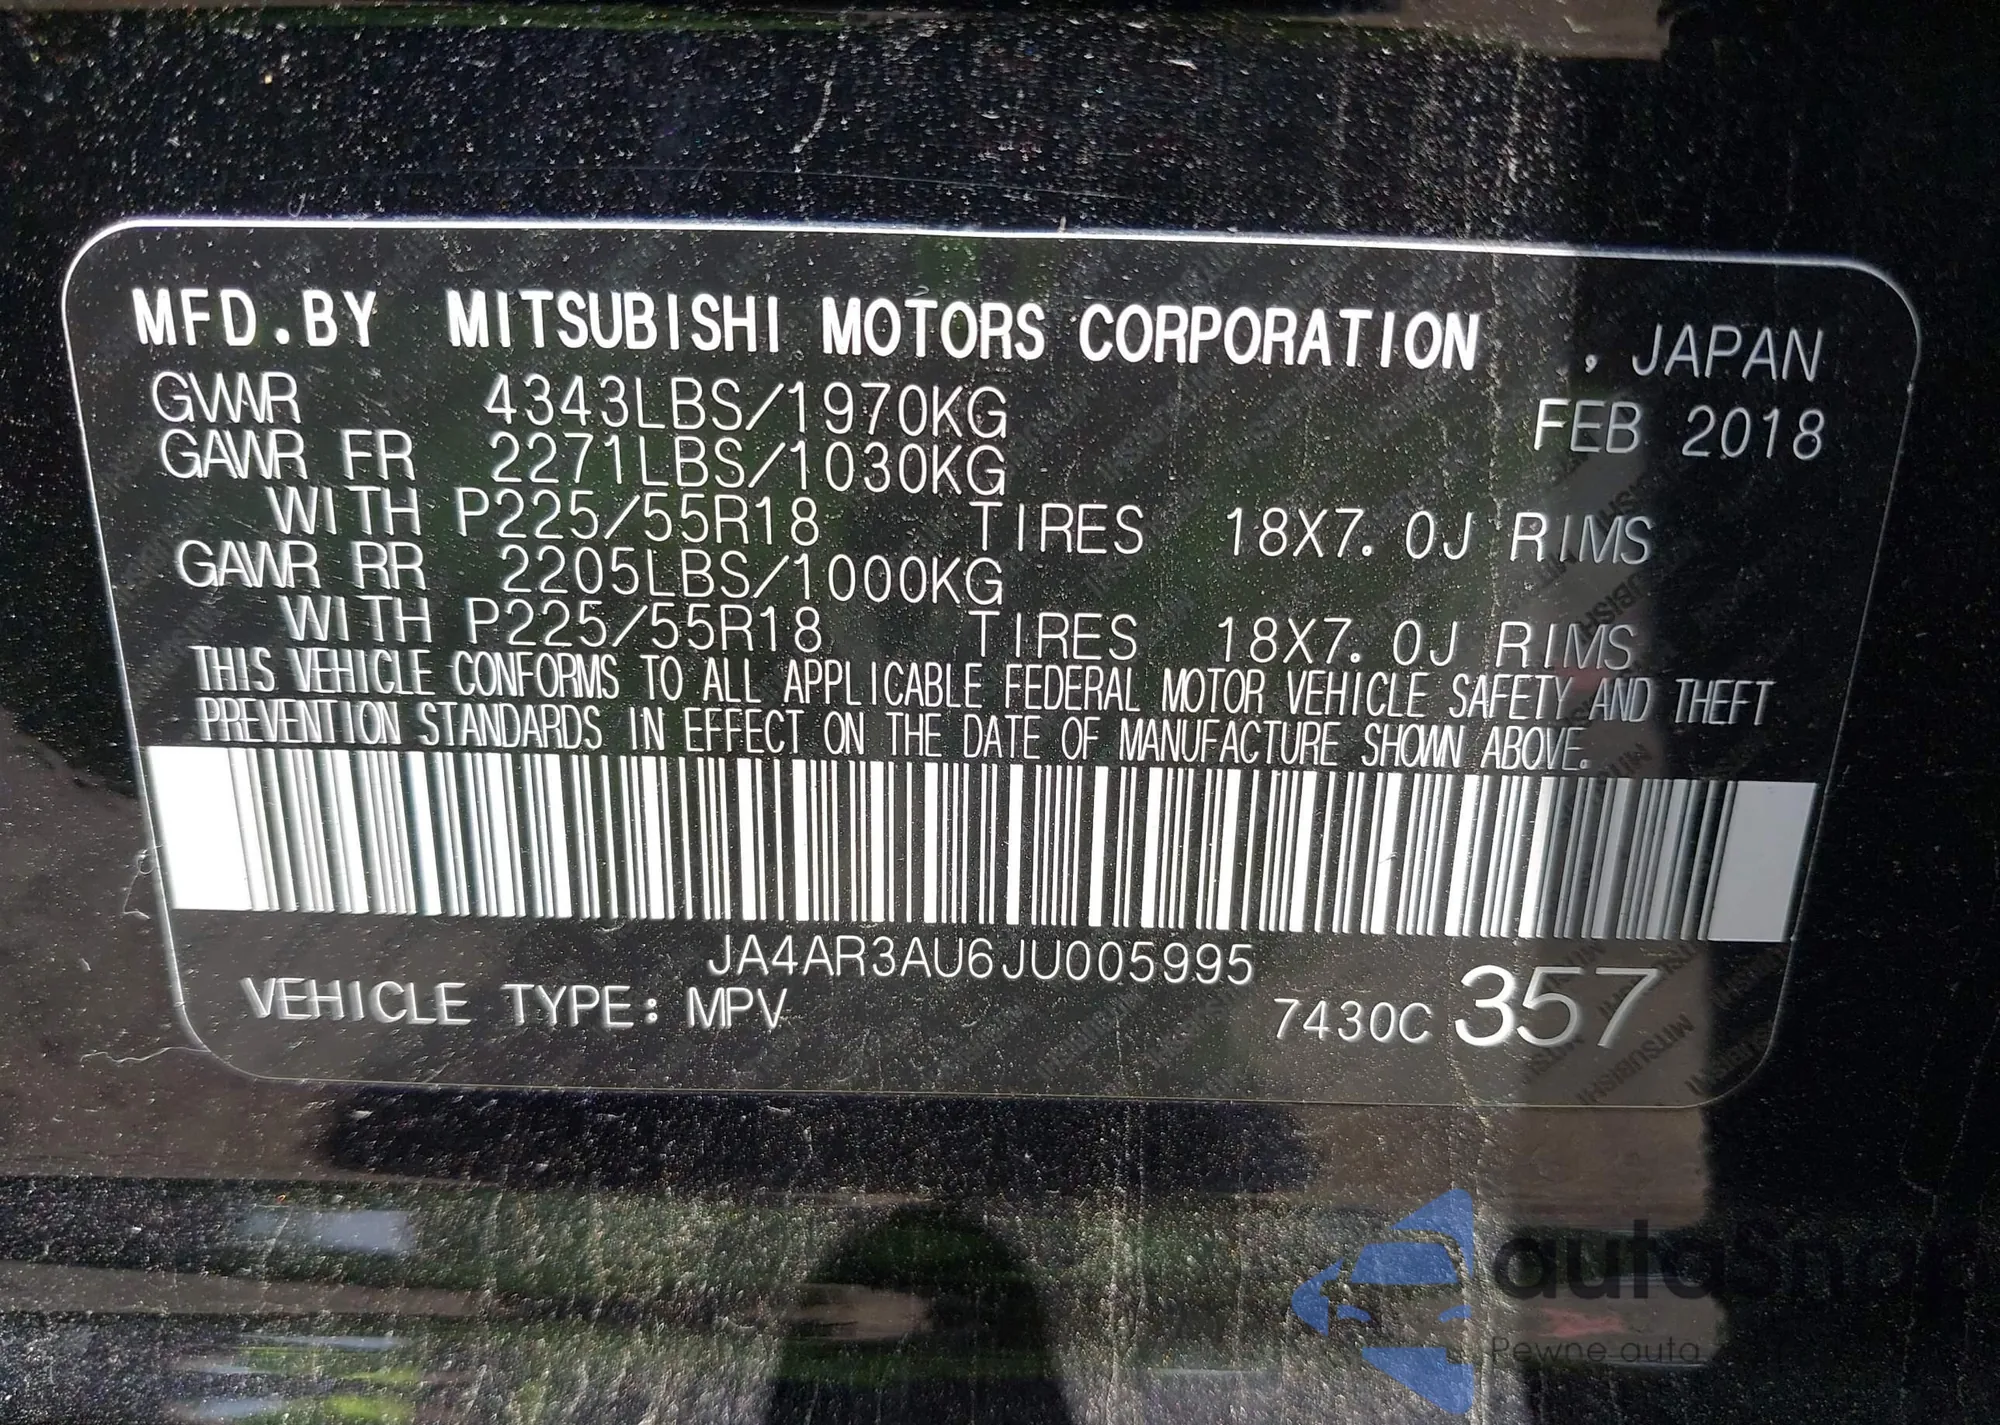 MFD.BY MITSUBISHI MOTORS CORPORATION , JAPAN
GVWR 4343LBS/1970KG FEB 2018
GAWR FR 2271LBS/1030KG
WITH P225/55R18 TIRES 18X7.0J RIMS
GAWR RR 2205LBS/1000KG
WITH P225/55R18 TIRES 18X7.0J RIMS
THIS VEHICLE CONFORMS TO ALL APPLICABLE FEDERAL MOTOR VEHICLE SAFETY AND THEFT
PREVENTION STANDARDS IN EFFECT ON THE DATE OF MANUFACTURE SHOWN ABOVE.
JA4AR3AU6JU005995
VEHICLE TYPE: MPV 7430C 357
Pewne auto